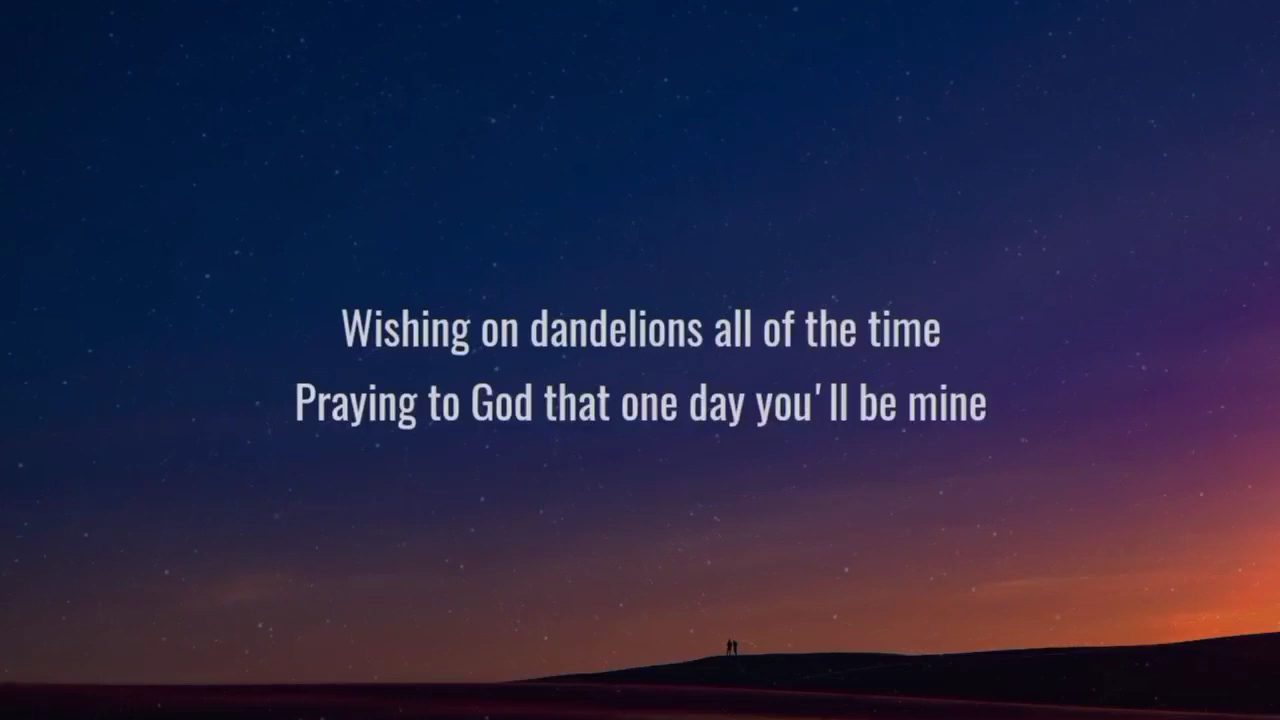 Wishing on dandelions all of the time
Praying to God that one day you'll be mine